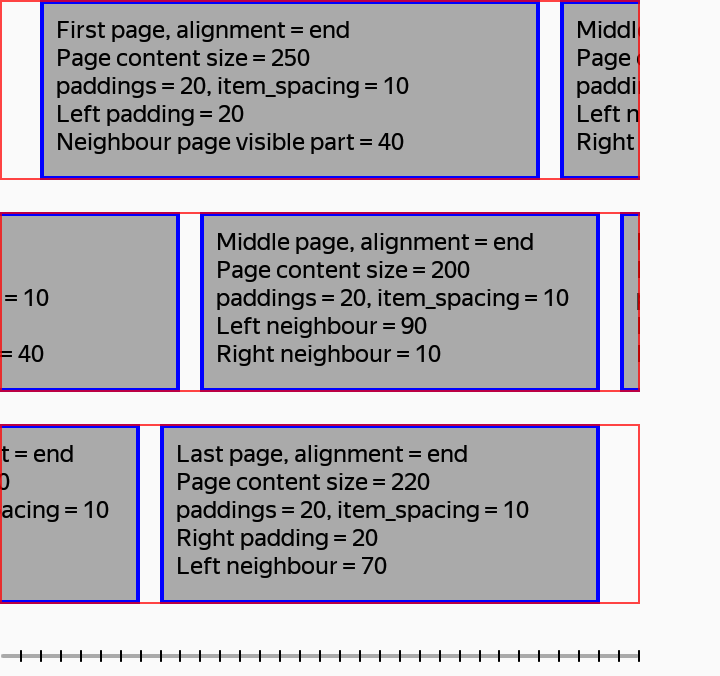 First page, alignment = end
Page content size = 250
paddings = 20, item_spacing = 10
Left padding = 20
Neighbour page visible part = 40
Middl
Page
paddi
Left n
Right
= 10
= 40
Middle page, alignment = end
Page content size = 200
paddings = 20, item_spacing = 10
Left neighbour = 90
Right neighbour = 10
t = end
0
acing = 10
Last page, alignment = end
Page content size = 220
paddings = 20, item_spacing = 10
Right padding = 20
Left neighbour = 70